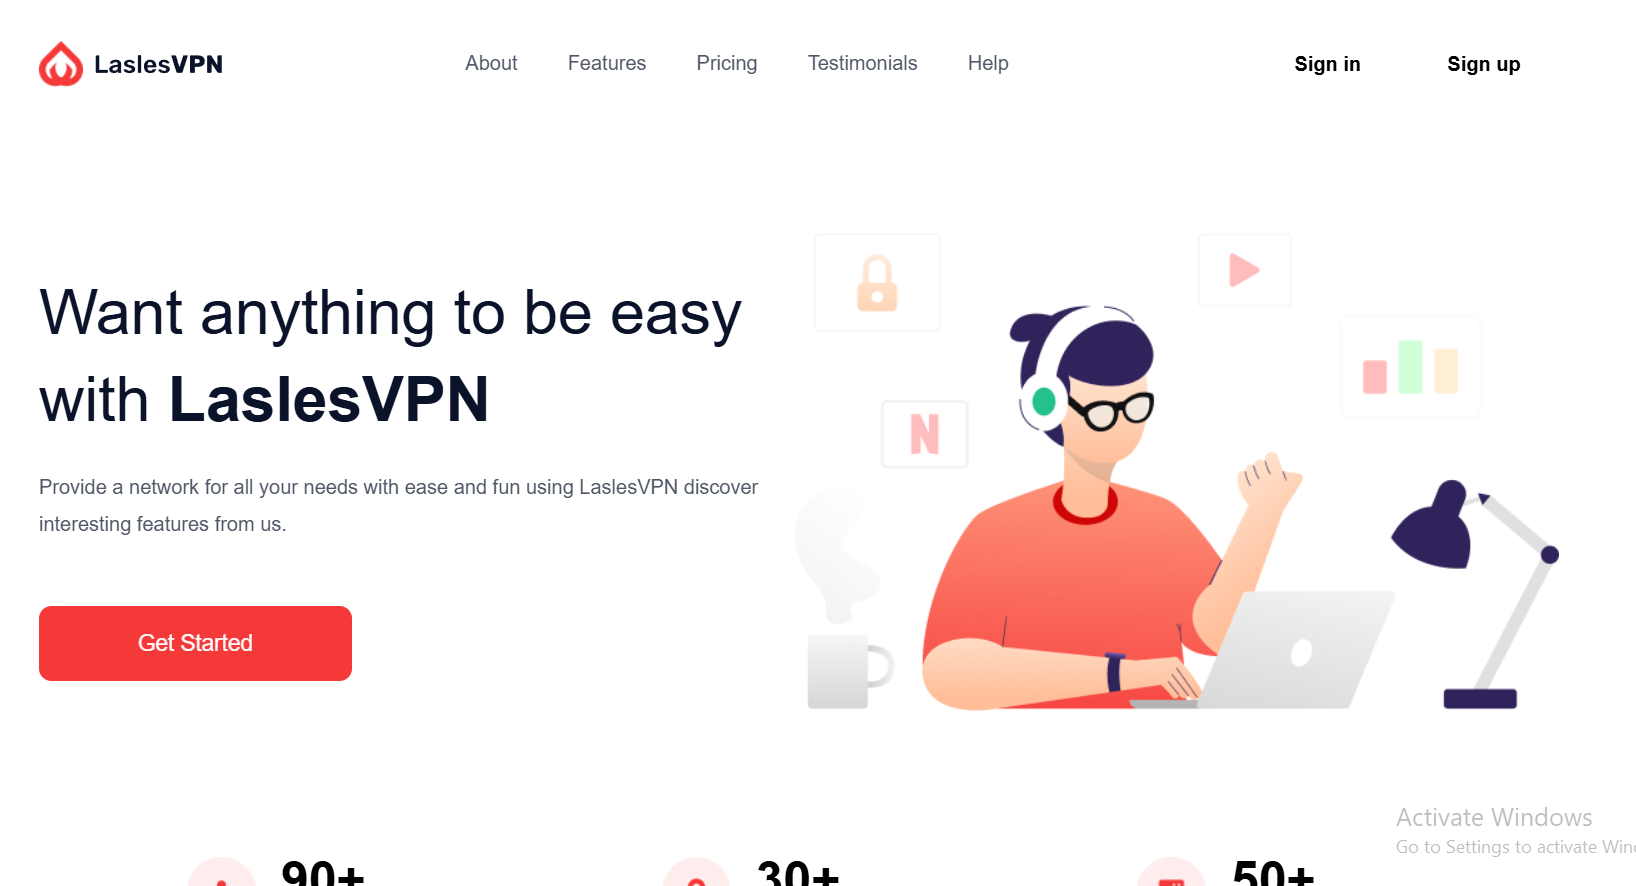 LaslesVPN
About Features Pricing Testimonials Help
Sign in Sign up
Want anything to be easy
with LaslesVPN
Provide a network for all your needs with ease and fun using LaslesVPN discover
interesting features from us.
Get Started
N
Activate Windows
Go to Settings to activate
90+ 30+ 50+